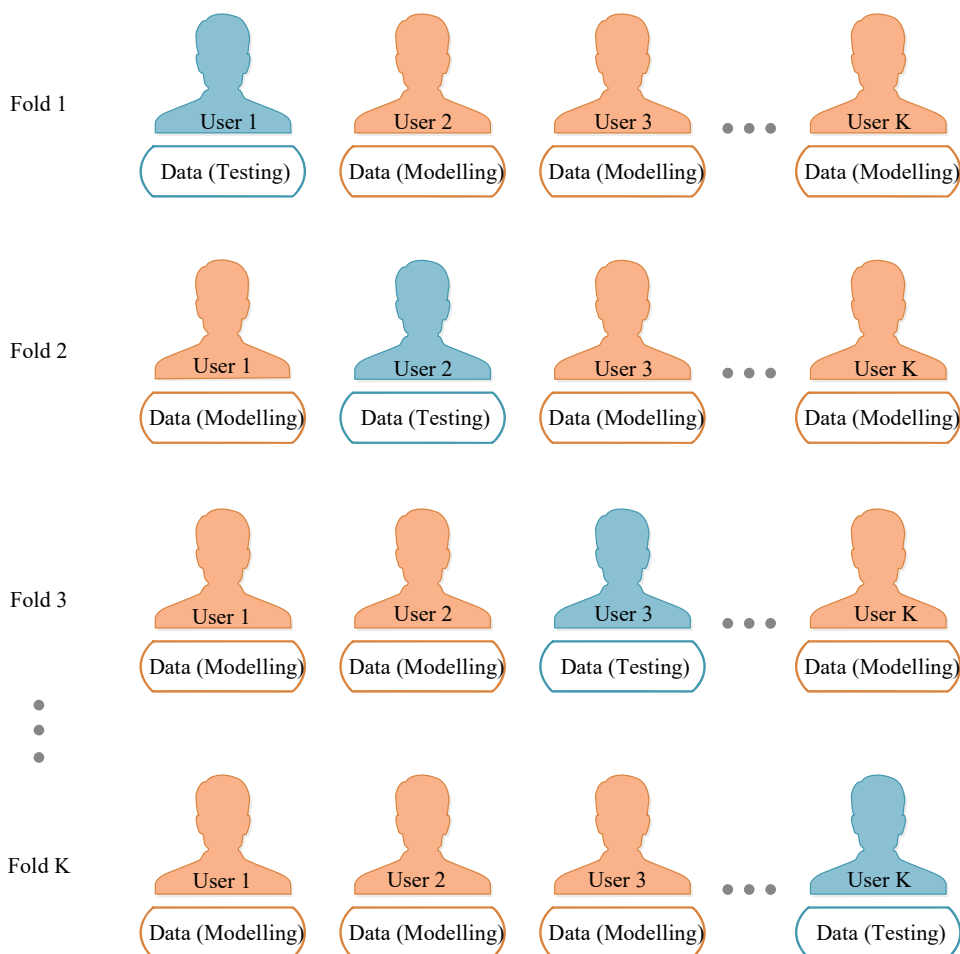 Fold 1
User 1
User 2
User 3
User K
Data (Testing)
Data (Modelling)
Data (Modelling)
Data (Modelling)
Fold 2
User 1
User 2
User 3
User K
Data (Modelling)
Data (Testing)
Data (Modelling)
Data (Modelling)
Fold 3
User 1
User 2
User 3
User K
Data (Modelling)
Data (Modelling)
Data (Testing)
Data (Modelling)
Fold K
User 1
User 2
User 3
User K
Data (Modelling)
Data (Modelling)
Data (Modelling)
Data (Testing)